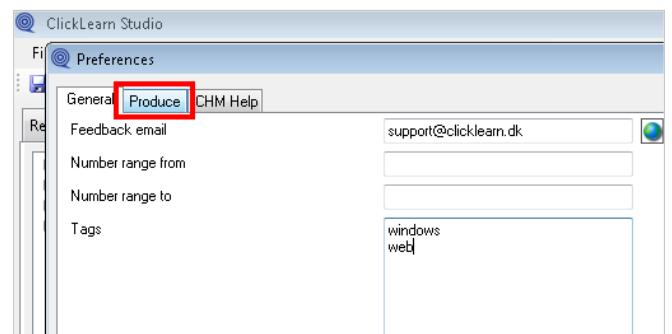 ClickLearn Studio
Fi
Preferences
General Produce CHM Help
Re
Feedback email support@clicklearn.dk
Number range from
Number range to
Tags windows
web